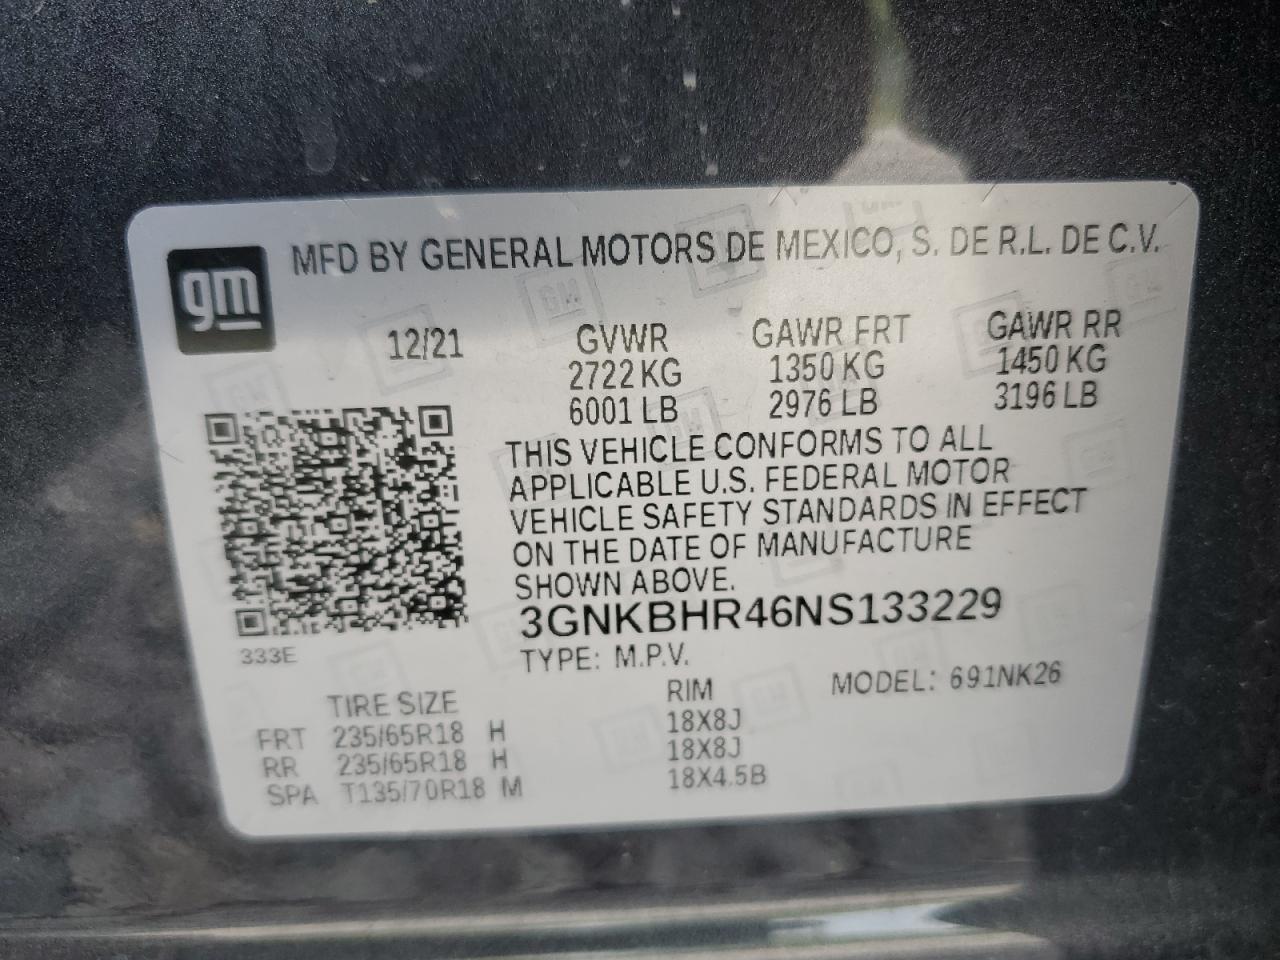 gm
MFD BY GENERAL MOTORS DE MEXICO, S. DE R.L. DE C.V.
12/21 GVWR GAWR FRT GAWR RR
2722 KG 1350 KG 1450 KG
6001 LB 2976 LB 3196 LB
THIS VEHICLE CONFORMS TO ALL
APPLICABLE U.S. FEDERAL MOTOR
VEHICLE SAFETY STANDARDS IN EFFECT
ON THE DATE OF MANUFACTURE
SHOWN ABOVE.
3GNKBHR46NS133229
333E
TYPE: M.P.V.
MODEL: 691NK26
TIRE SIZE RIM
FRT 235/65R18 H 18X8J
RR 235/65R18 H 18X8J
SPA T135/70R18 M 18X4.5B